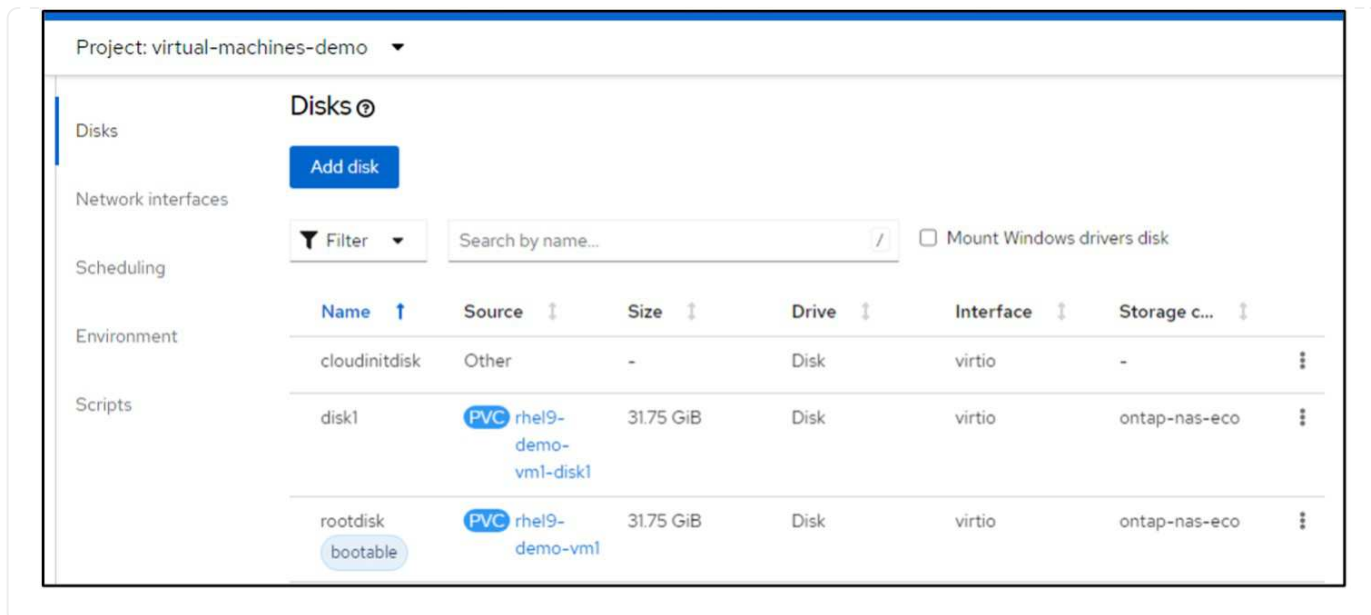 Project: virtual-machines-demo
Disks
Network interfaces
Scheduling
Environment
Scripts
Disks
Add disk
Filter
Search by name...
/
Mount Windows drivers disk
Name Source Size Drive Interface Storage c...
cloudinitdisk Other - Disk virtio -
disk1 PVC rhel9- 31.75 GiB Disk virtio ontap-nas-eco
demo-
vm1-disk1
rootdisk PVC rhel9- 31.75 GiB Disk virtio ontap-nas-eco
bootable demo-vm1